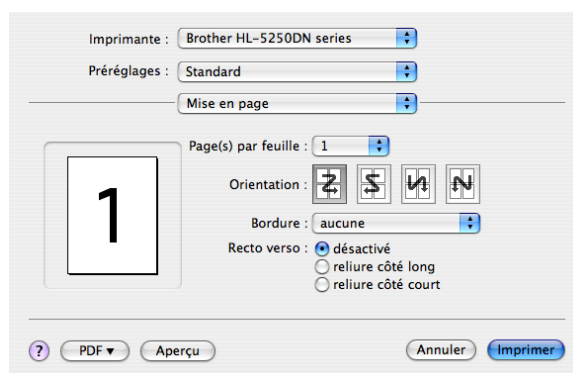 Imprimante : Brother HL-5250DN series
Préréglages : Standard
Mise en page
Page(s) par feuille : 1
1
Orientation :
Bordure : aucune
Recto verso : désactivé
reliure côté long
reliure côté court
? PDF▼ Aperçu Annuler Imprimer